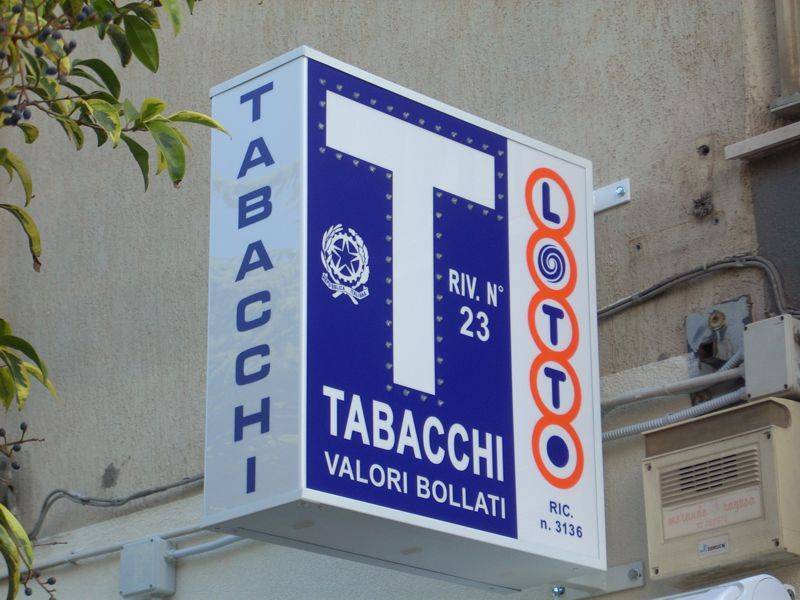 TABACCHI
T
RIV. N°
23
TABACCHI
VALORI BOLLATI
LOTTO
RIC.
n. 3136